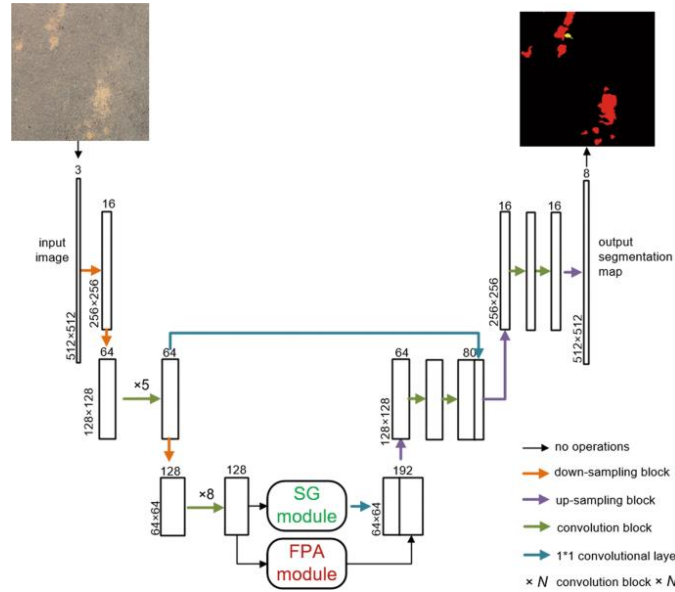 3
8
16
16
16
input
image
output
segmentation
map
512×512
256×256
256×256
512×512
64
64
64
80
×5
128×128
128×128
no operations
down-sampling block
128
128
192
×8
SG
module
64×64
64×64
up-sampling block
convolution block
FPA
module
1*1 convolutional laye
× N convolution block × N